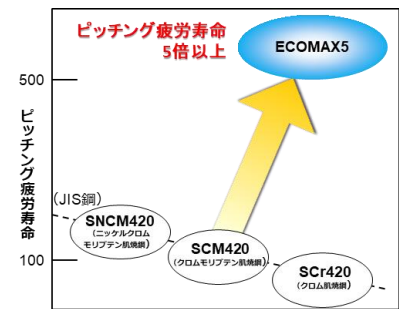 ピッチング疲労寿命
5倍以上
ECOMAX5
500
ピッチング疲労寿命
(JIS鋼)
SNCM420
(ニッケルクロム
モリブテン肌焼鋼)
SCM420
(クロムモリブテン肌焼鋼)
100
SCr420
(クロム肌焼鋼)